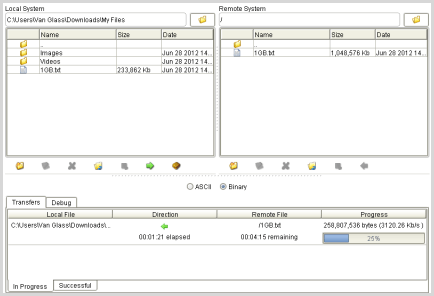 Local System
Remote System
C:\Users\Van Glass\Downloads\My Files
/
Name Size Date
Name Size Date
..
..
Images Jun 28 2012 14...
1GB.txt 1,048,576 Kb Jun 28 2012 14...
Videos Jun 28 2012 14...
1GB.txt 233,862 Kb Jun 28 2012 14...
ASCII Binary
Transfers Debug
Local File Direction Remote File Progress
C:\Users\Van Glass\Downloads\... /1GB.txt 258,807,536 bytes (3120.26 Kb/s )
00:01:21 elapsed 00:04:15 remaining 25%
In Progress Successful